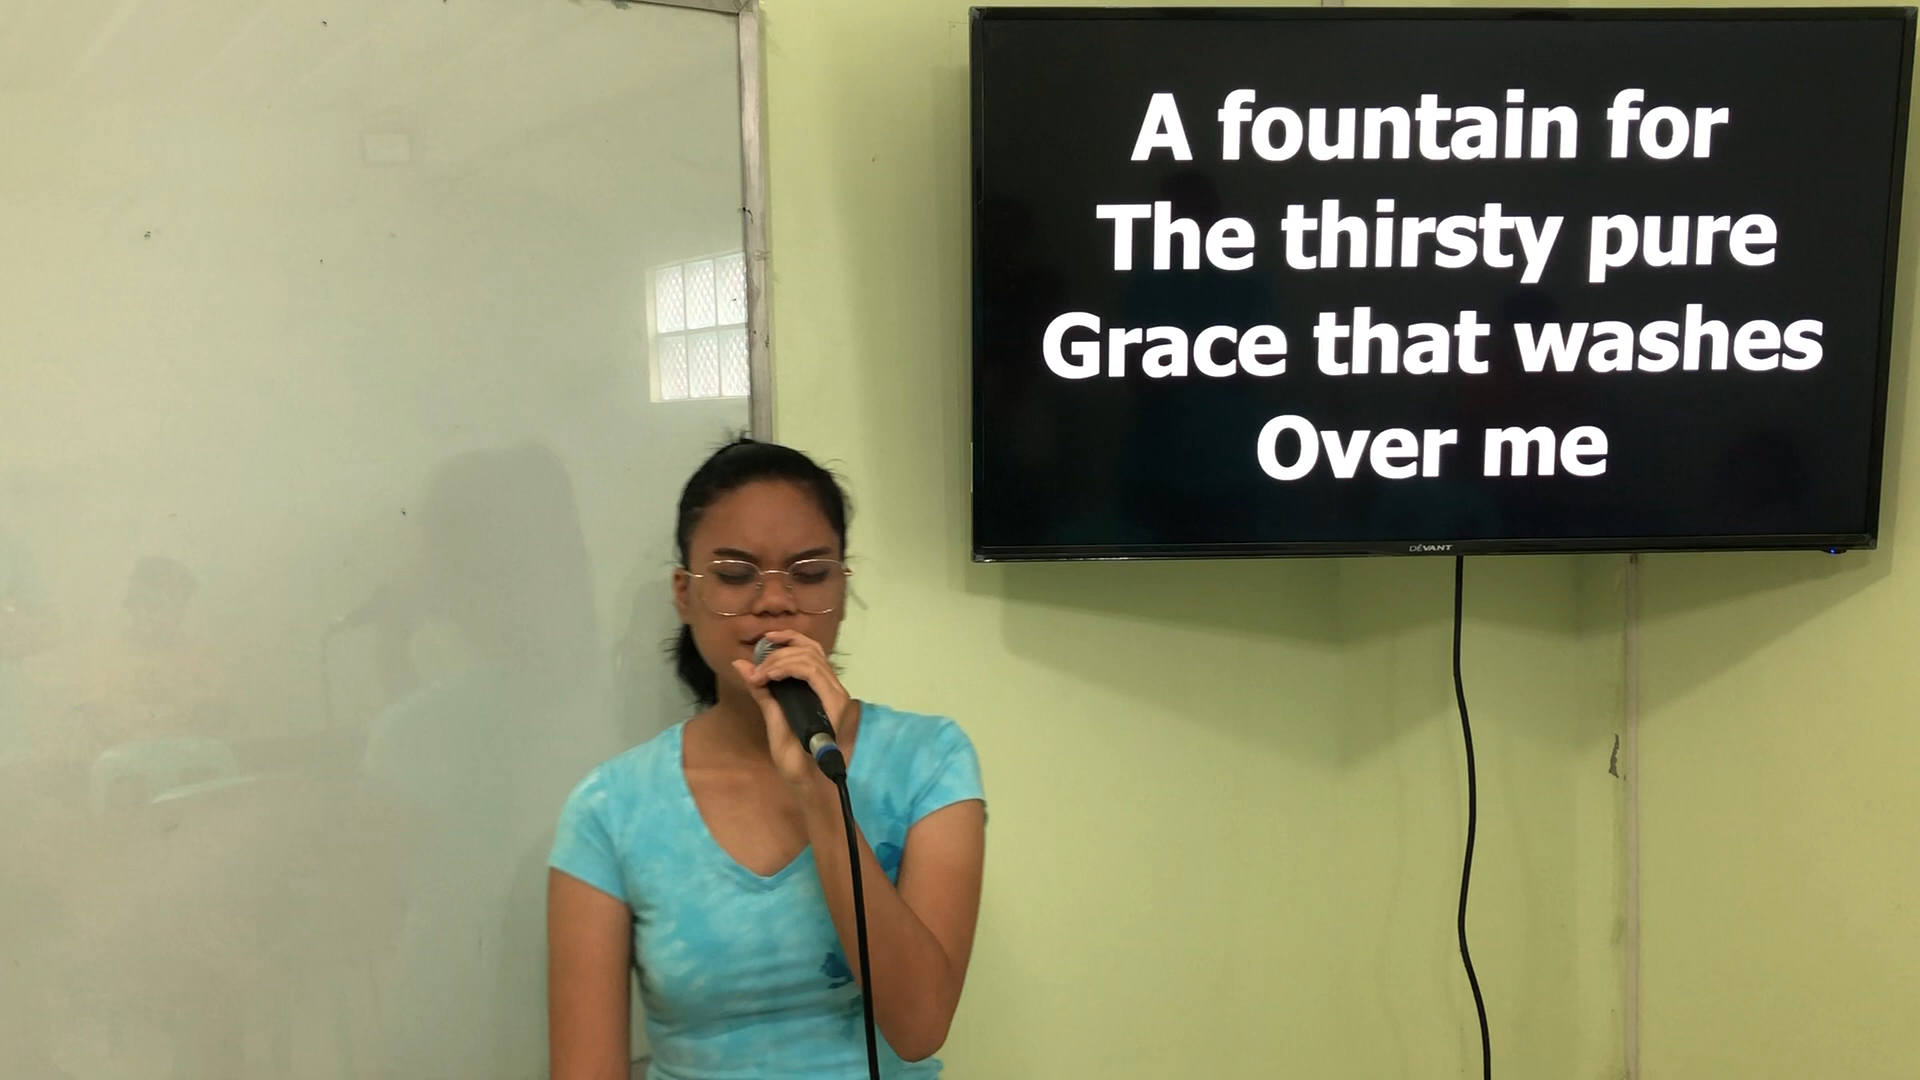 A fountain for
The thirsty pure
Grace that washes
Over me
DEVANT